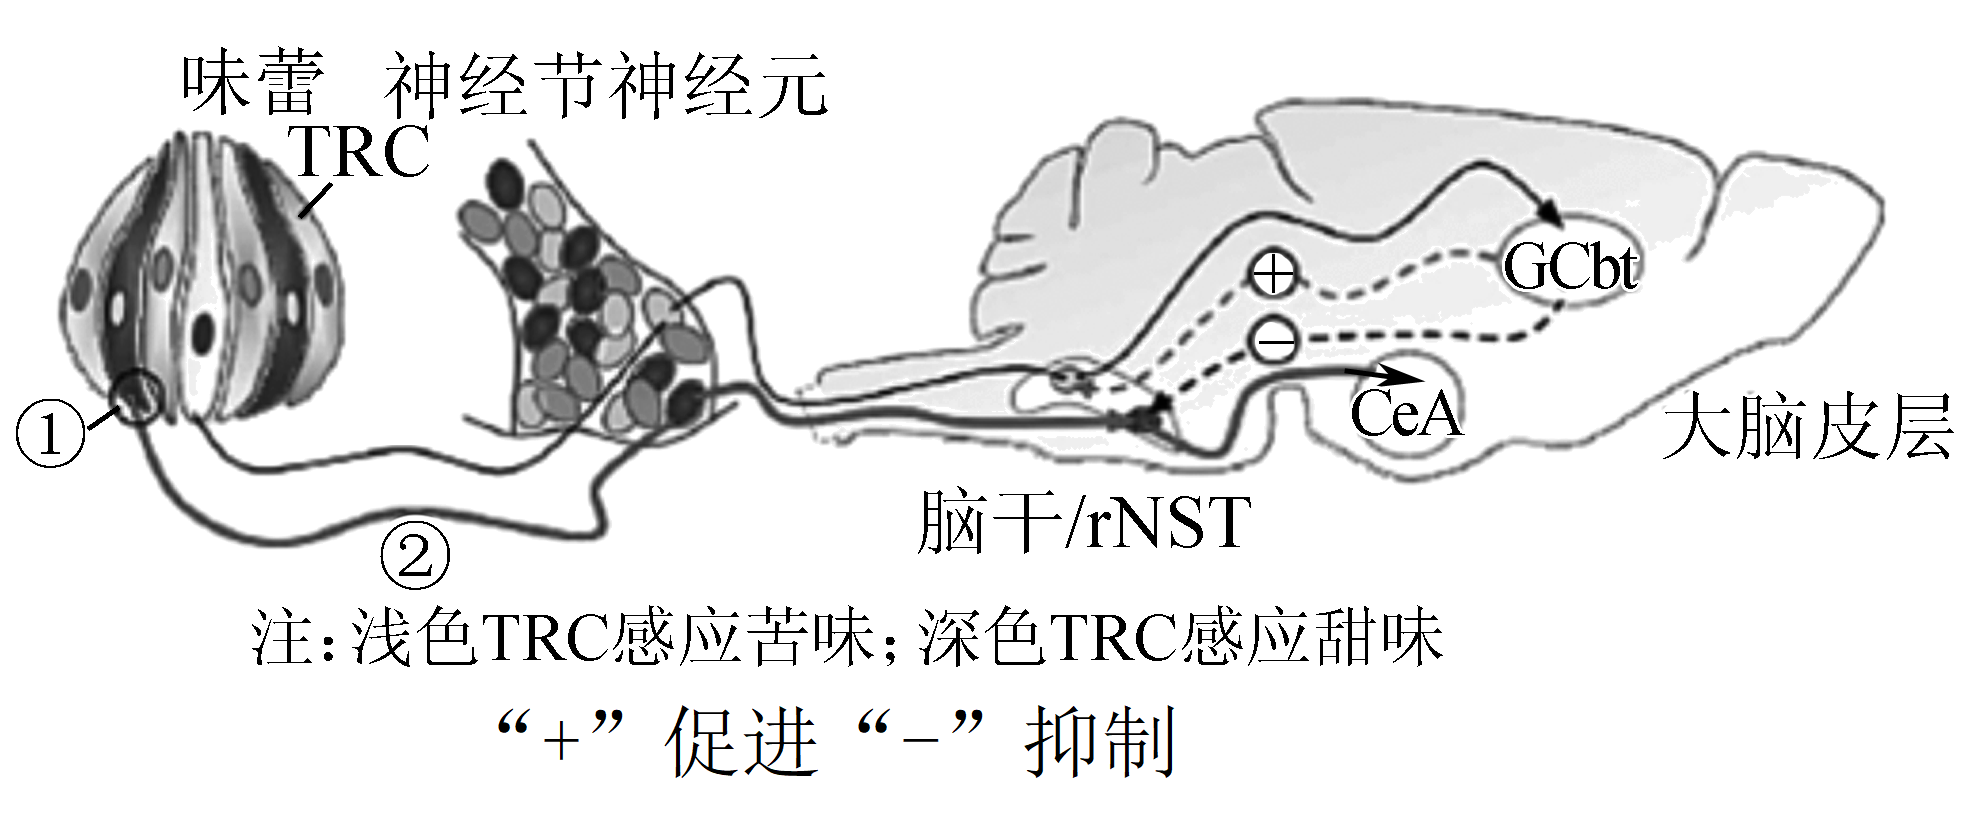 味蕾 神经节神经元
TRC
GCbt
+
−
CeA
①
大脑皮层
脑干/rNST
②
注:浅色TRC感应苦味;深色TRC感应甜味
“+”促进“−”抑制